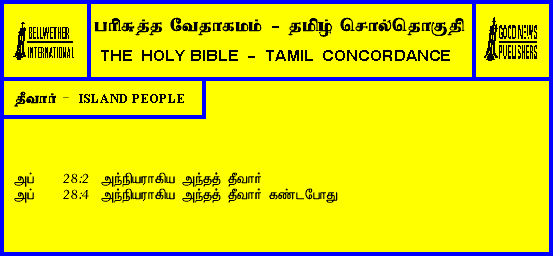 BELLWETHER
INTERNATIONAL
பரிசுத்த வேதாகமம் - தமிழ் சொல்தொகுதி
THE HOLY BIBLE - TAMIL CONCORDANCE
GOOD NEWS
PUBLISHERS
தீவார் - ISLAND PEOPLE
அப் 28:2 அந்நியராகிய அந்தத் தீவார்
அப் 28:4 அந்நியராகிய அந்தத் தீவார் கண்டபோது